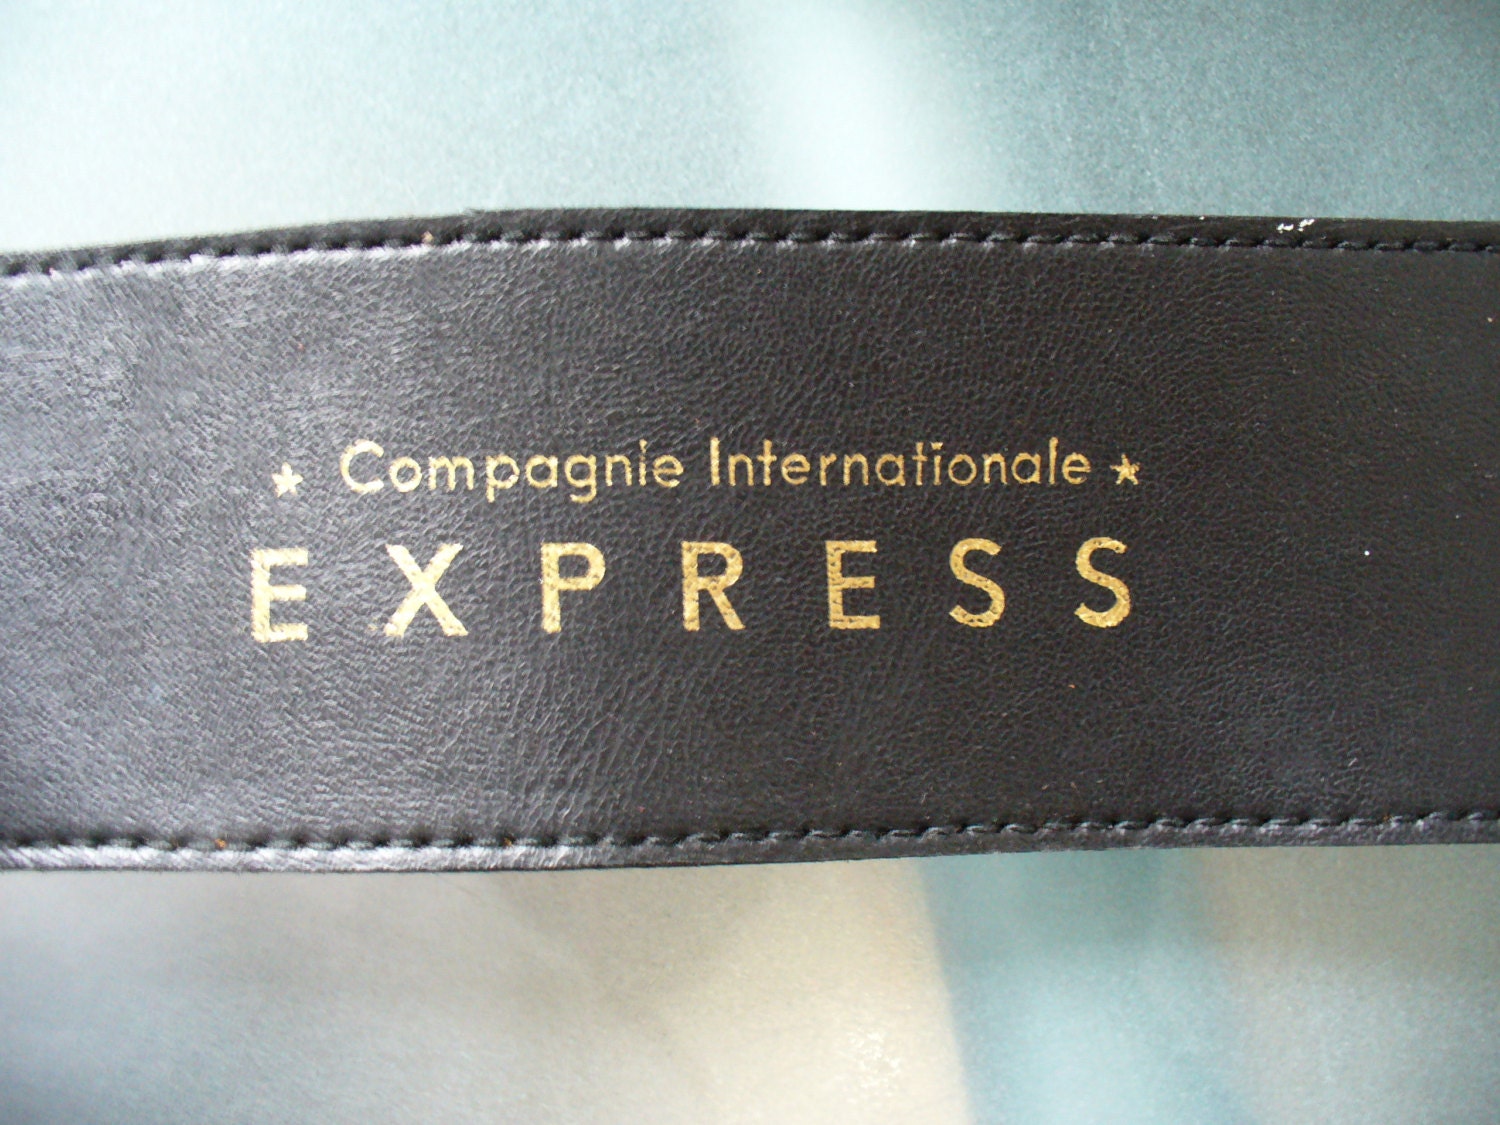 ★ Compagnie Internationale ★
EXPRESS